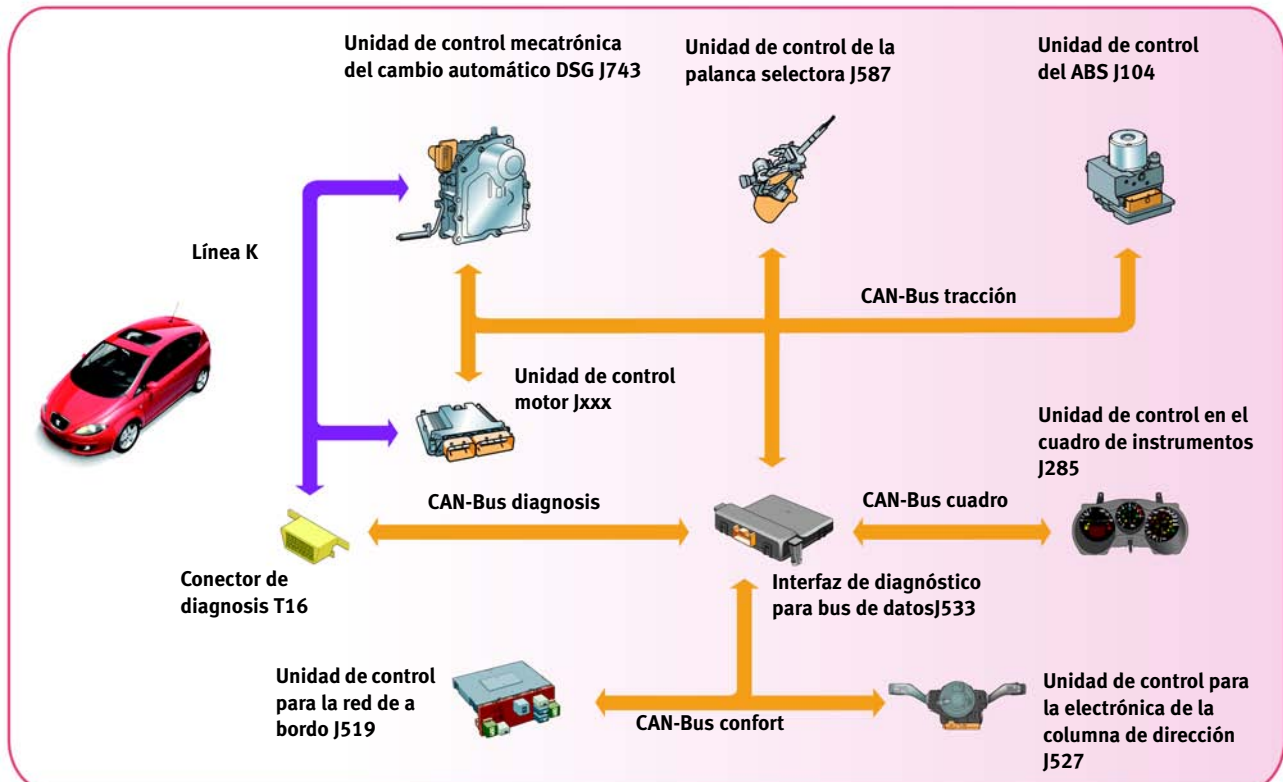 Unidad de control mecatrónica
del cambio automático DSG J743
Unidad de control de la
palanca selectora J587
Unidad de control
del ABS J104
Línea K
CAN-Bus tracción
Unidad de control
motor Jxxx
Unidad de control en el
cuadro de instrumentos
J285
CAN-Bus diagnosis
CAN-Bus cuadro
Conector de
diagnosis T16
Interfaz de diagnóstico
para bus de datosJ533
Unidad de control
para la red de a
bordo J519
CAN-Bus confort
Unidad de control para
la electrónica de la
columna de dirección
J527